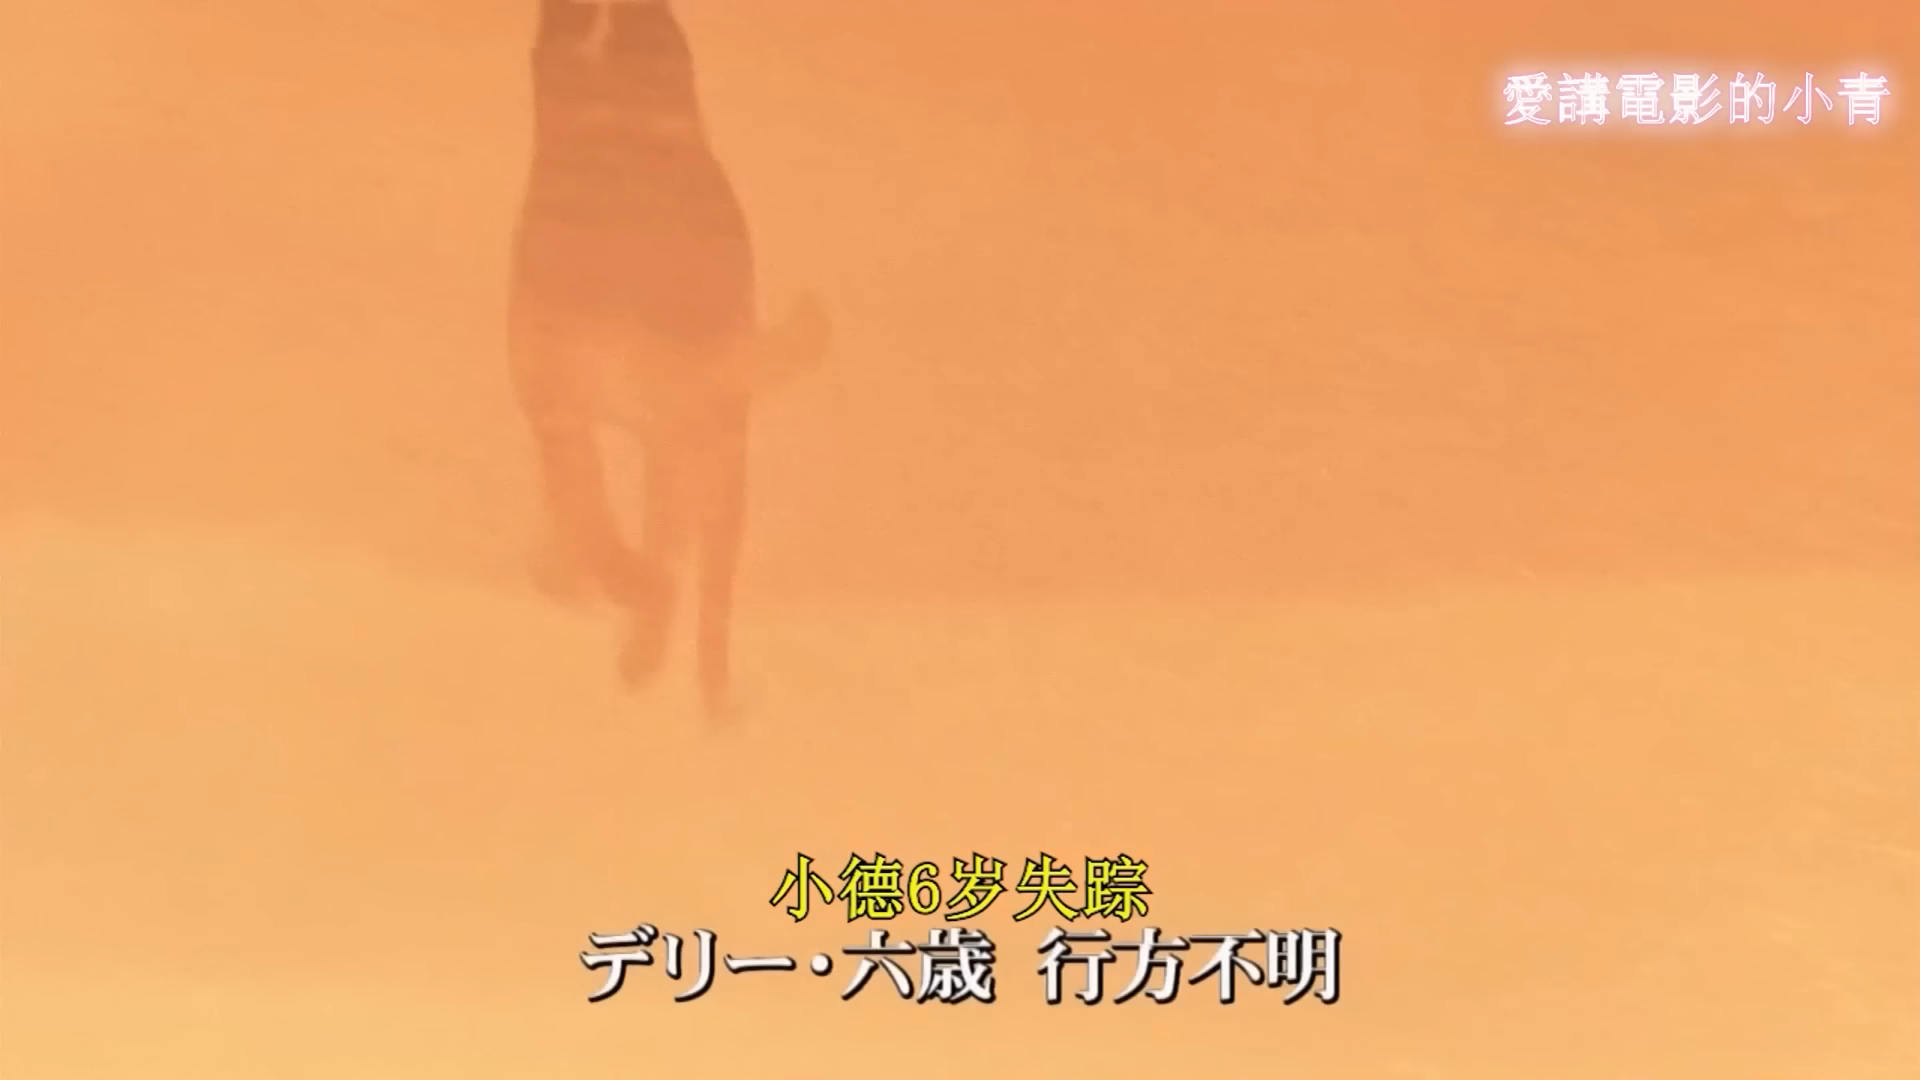 愛講電影的小青
小德6岁失踪
デリー・六歳 行方不明